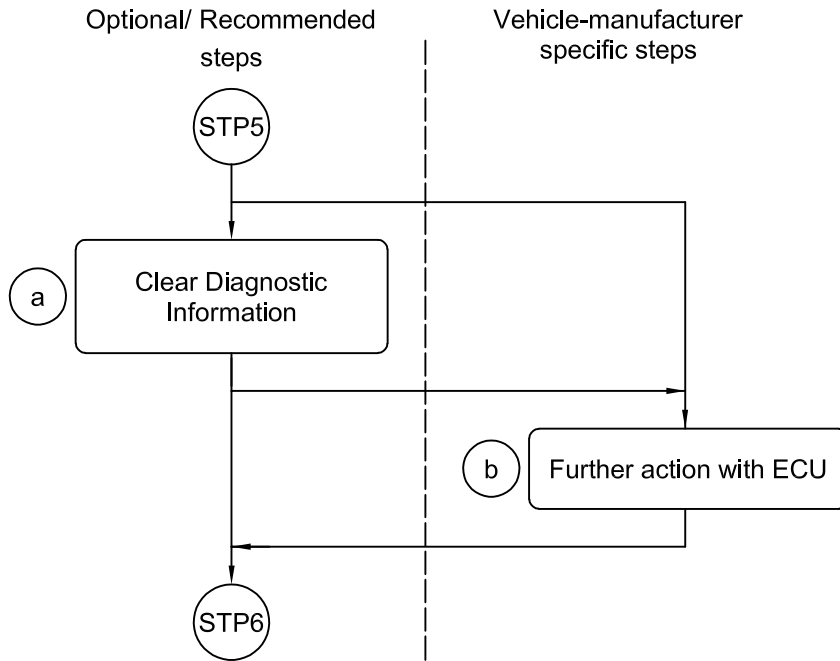 Optional/ Recommended
steps
Vehicle-manufacturer
specific steps
STP5
a
Clear Diagnostic
Information
b
Further action with ECU
STP6